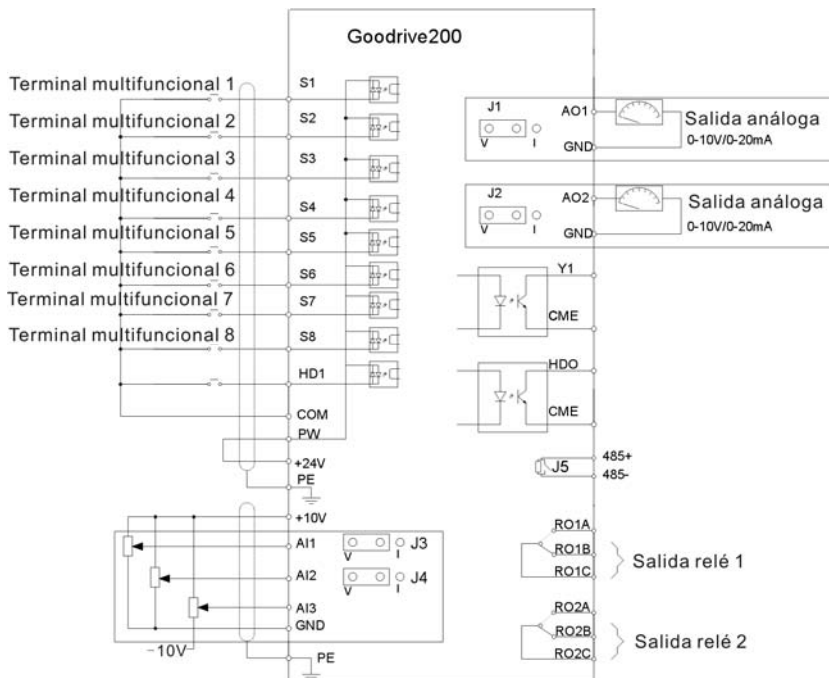 Goodrive200
Terminal multifuncional 1
S1
Terminal multifuncional 2
S2
Terminal multifuncional 3
S3
Terminal multifuncional 4
S4
Terminal multifuncional 5
S5
Terminal multifuncional 6
S6
Terminal multifuncional 7
S7
Terminal multifuncional 8
S8
HD1
COM
PW
+24V
PE
+10V
AI1
J3
V
I
AI2
J4
V
I
AI3
GND
-10V
PE
J1
V
I
AO1
GND
Salida análoga
0-10V/0-20mA
J2
V
I
AO2
GND
Salida análoga
0-10V/0-20mA
Y1
CME
HDO
CME
J5
485+
485-
RO1A
RO1B
RO1C
Salida relé 1
RO2A
RO2B
RO2C
Salida relé 2